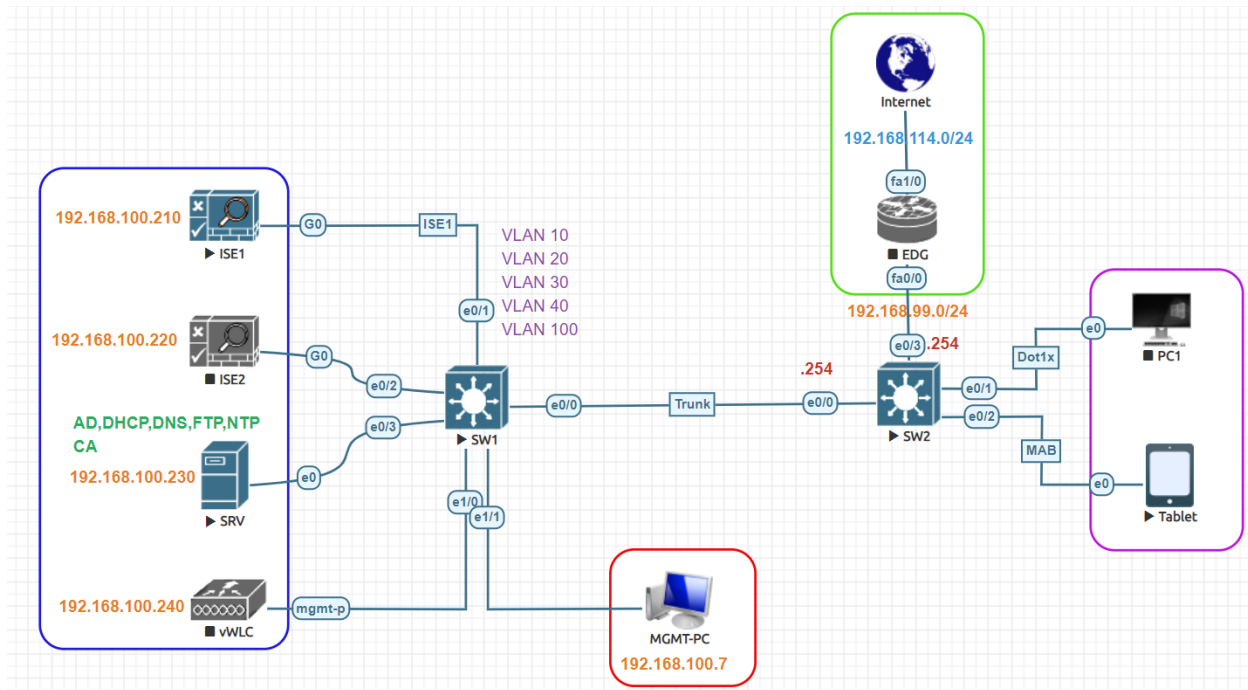 Internet
192.168.114.0/24
fa1/0
EDG
fa0/0
192.168.99.0/24
e0/3
.254
192.168.100.210
G0
ISE1
ISE1
e0/1
VLAN 10
VLAN 20
VLAN 30
VLAN 40
VLAN 100
192.168.100.220
G0
ISE2
e0/2
AD,DHCP,DNS,FTP,NTP
CA
192.168.100.230
e0
e0/3
SRV
192.168.100.240
mgmt-p
vWLC
SW1
e0/0
Trunk
.254
e0/0
SW2
e0/1
Dot1x
e0
PC1
e0/2
MAB
e0
Tablet
e1/0
e1/1
MGMT-PC
192.168.100.7